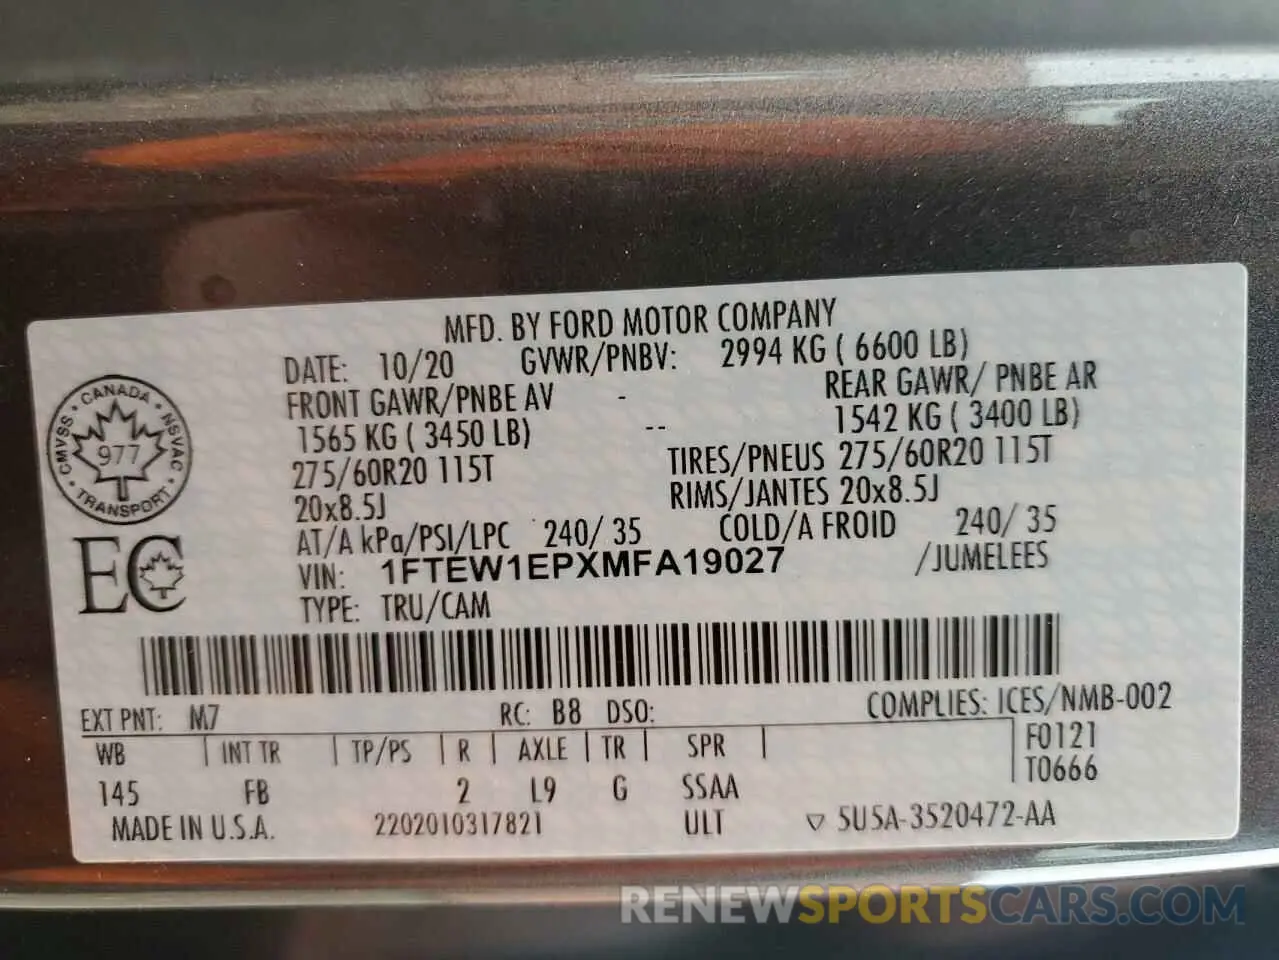 MFD. BY FORD MOTOR COMPANY
DATE: 10/20 GVWR/PNBV: 2994 KG ( 6600 LB)
FRONT GAWR/PNBE AV - REAR GAWR/ PNBE AR
1565 KG ( 3450 LB) -- 1542 KG ( 3400 LB)
275/60R20 115T TIRES/PNEUS 275/60R20 115T
20x8.5J RIMS/JANTES 20x8.5J
AT/A kPa/PSI/LPC 240/ 35 COLD/A FROID 240/ 35
VIN: 1FTEW1EPXMFA19027 /JUMELEES
TYPE: TRU/CAM
CANADA
CMVSS NSVAC
977
TRANSPORT
EC
EXT PNT: M7 RC: B8 DSO: COMPLIES: ICES/NMB-002
WB | INT TR | TP/PS | R | AXLE | TR | SPR | F0121
T0666
145 FB 2 L9 G SSAA
MADE IN U.S.A. 2202010317821 ULT ▽ 5U5A-3520472-AA
RENEWSPORTSCARS.COM